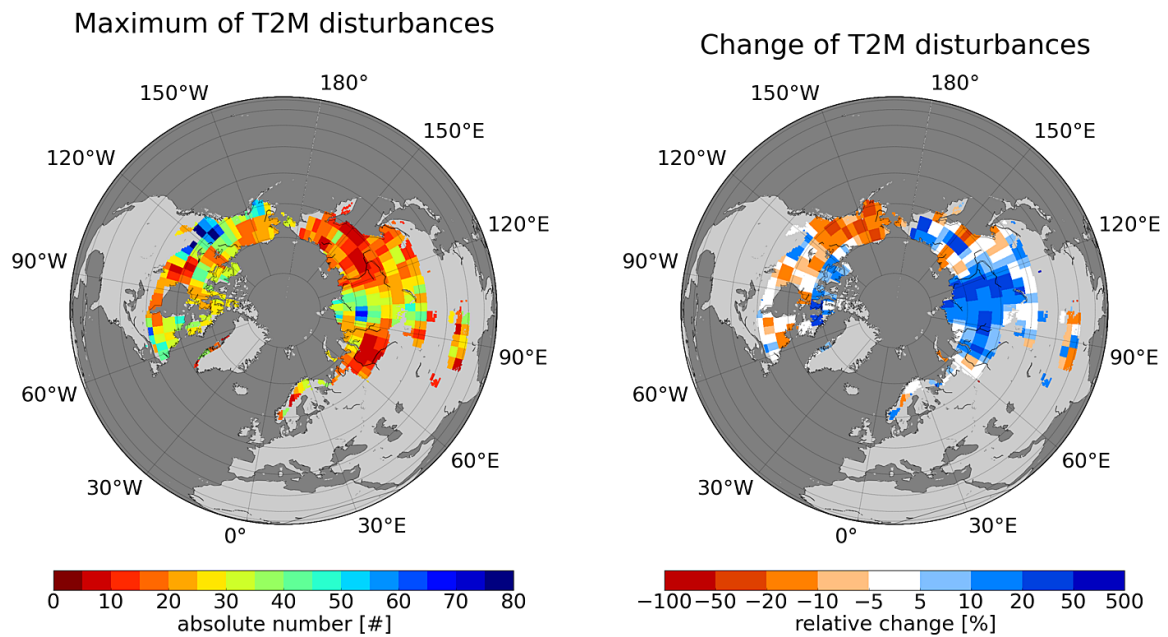 Maximum of T2M disturbances
180°
150°W
150°E
120°W
120°E
90°W
90°E
60°W
60°E
30°W
30°E
0°
0 10 20 30 40 50 60 70 80
absolute number [#]
Change of T2M disturbances
180°
150°W
150°E
120°W
120°E
90°W
90°E
60°W
60°E
30°W
30°E
0°
−100 −50 −20 −10 −5 5 10 20 50 500
relative change [%]